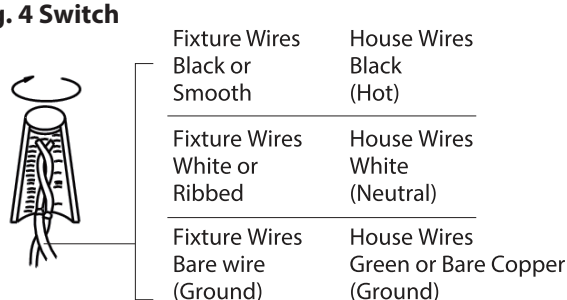 g. 4 Switch
Fixture Wires House Wires
Black or Black
Smooth (Hot)
Fixture Wires House Wires
White or White
Ribbed (Neutral)
Fixture Wires House Wires
Bare wire Green or Bare Copper
(Ground) (Ground)